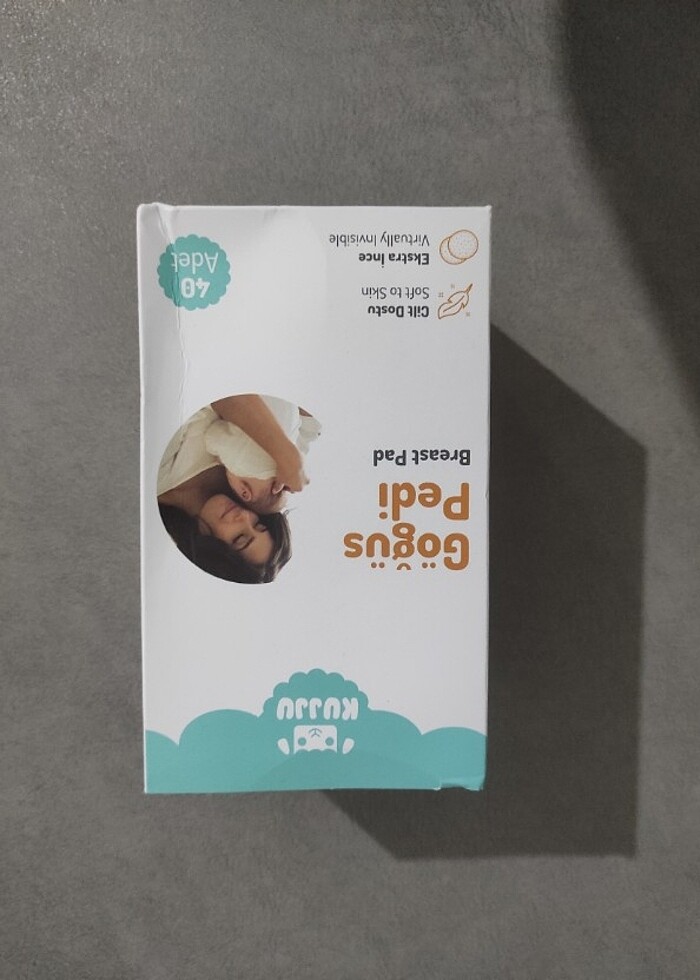 KUJJU
Göğüs
Pedi
Breast Pad
Cilt Dostu
Soft to Skin
Ekstra İnce
Virtually Invisible
40
Adet